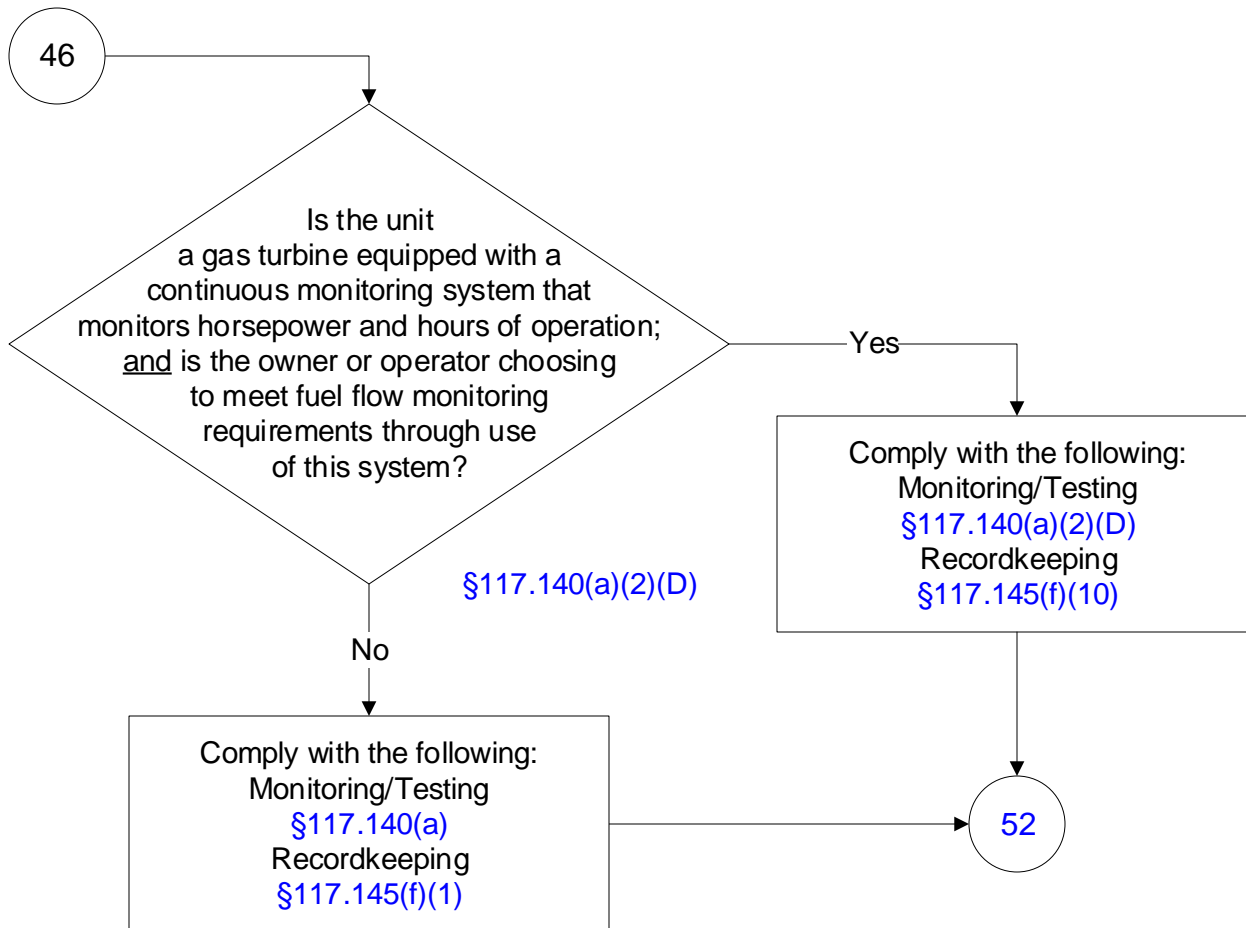 46
Is the unit
a gas turbine equipped with a
continuous monitoring system that
monitors horsepower and hours of operation;
and is the owner or operator choosing
to meet fuel flow monitoring
requirements through use
of this system?
Yes
Comply with the following:
Monitoring/Testing
§117.140(a)(2)(D)
Recordkeeping
§117.145(f)(10)
§117.140(a)(2)(D)
No
Comply with the following:
Monitoring/Testing
§117.140(a)
Recordkeeping
§117.145(f)(1)
52